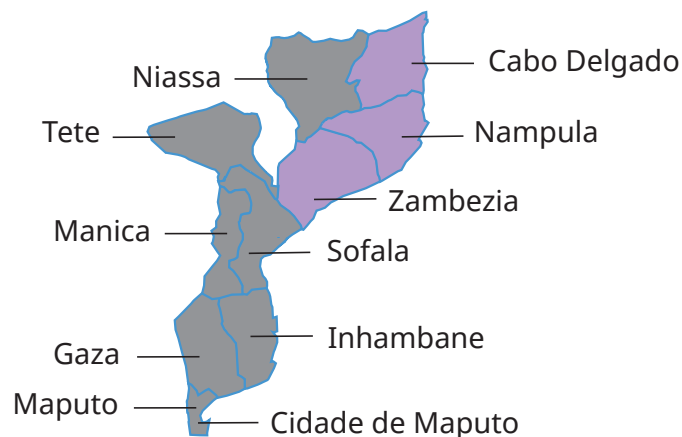 Cabo Delgado
Niassa
Tete
Nampula
Zambezia
Manica
Sofala
Inhambane
Gaza
Maputo
Cidade de Maputo